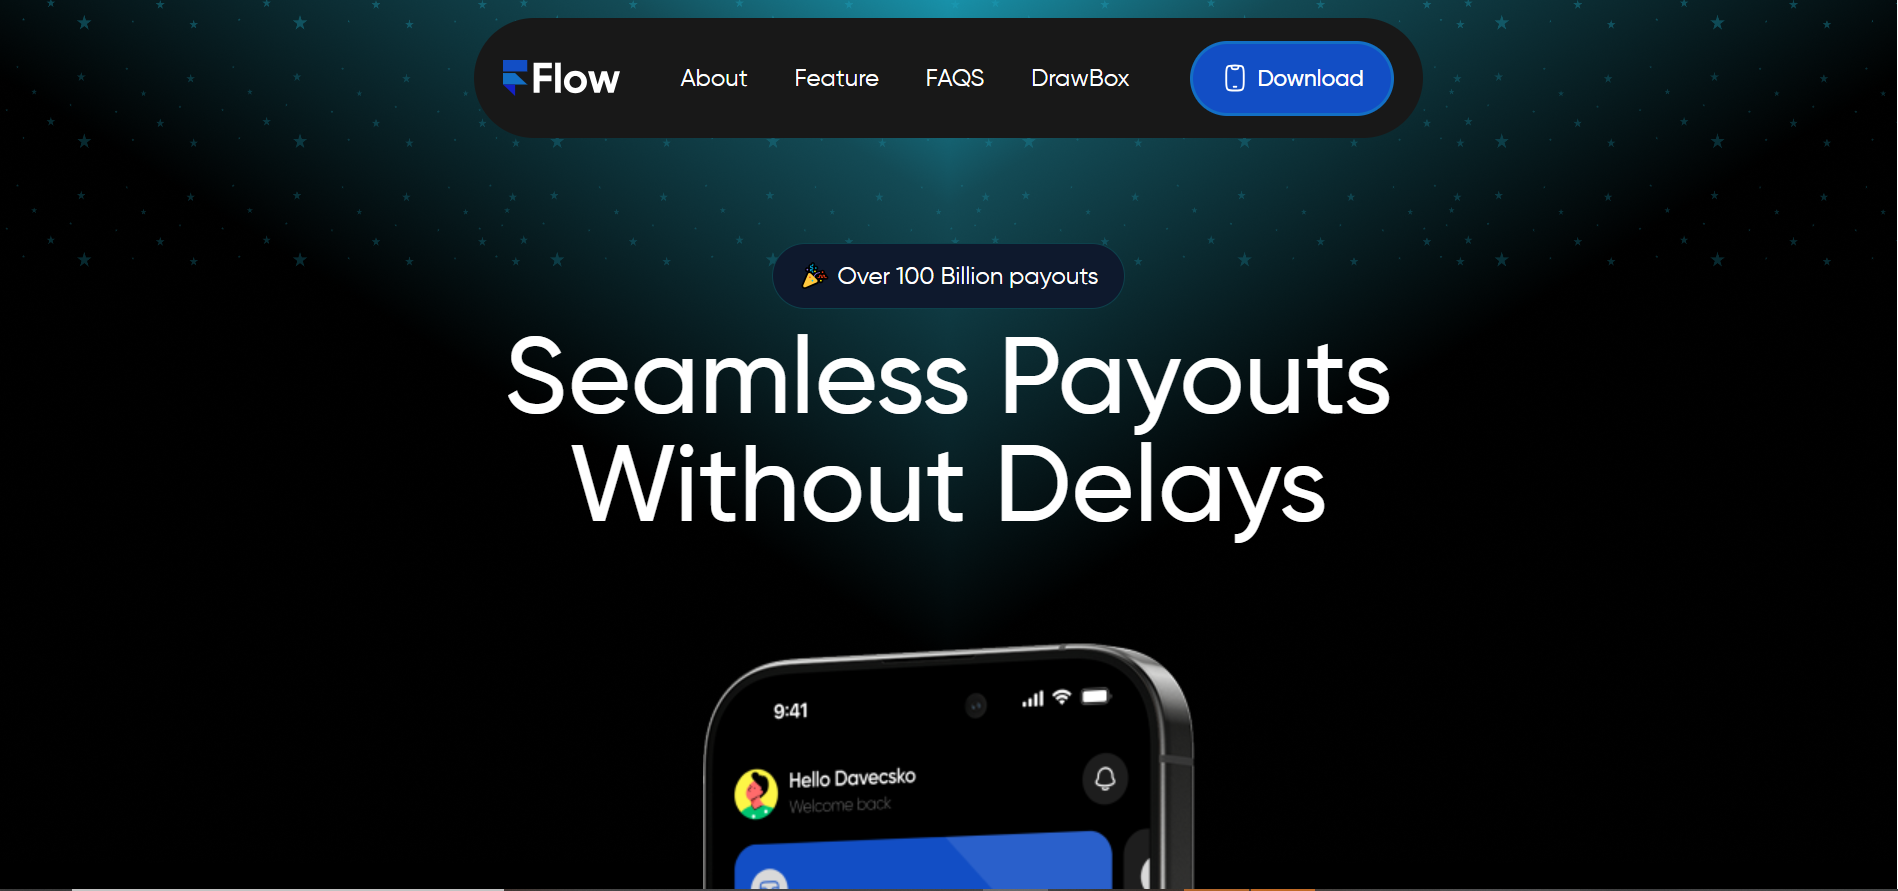 Flow
About
Feature
FAQS
DrawBox
Download
Over 100 Billion payouts
Seamless Payouts
Without Delays
9:41
Hello Davecsko
Welcome back